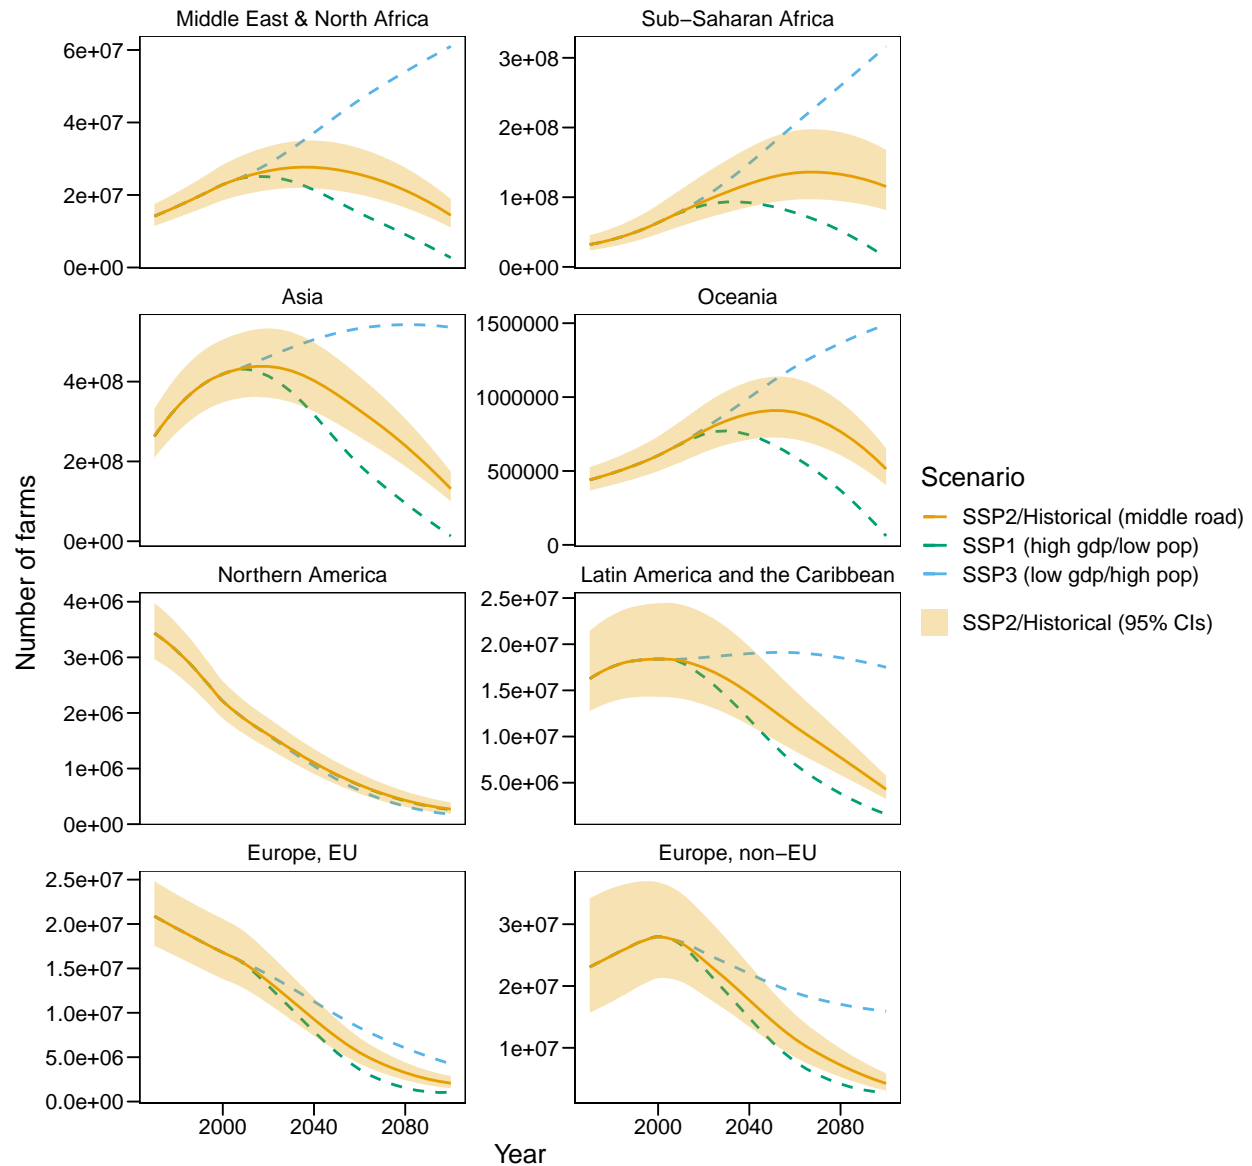 Middle East & North Africa
Sub−Saharan Africa
6e+07
4e+07
2e+07
0e+00
3e+08
2e+08
1e+08
0e+00
Asia
Oceania
4e+08
2e+08
0e+00
1500000
1000000
500000
0
Northern America
Latin America and the Caribbean
4e+06
3e+06
2e+06
1e+06
0e+00
2.5e+07
2.0e+07
1.5e+07
1.0e+07
5.0e+06
Europe, EU
Europe, non−EU
2.5e+07
2.0e+07
1.5e+07
1.0e+07
5.0e+06
0.0e+00
3e+07
2e+07
1e+07
2000 2040 2080
2000 2040 2080
Year
Number of farms
Scenario
SSP2/Historical (middle road)
SSP1 (high gdp/low pop)
SSP3 (low gdp/high pop)
SSP2/Historical (95% CIs)